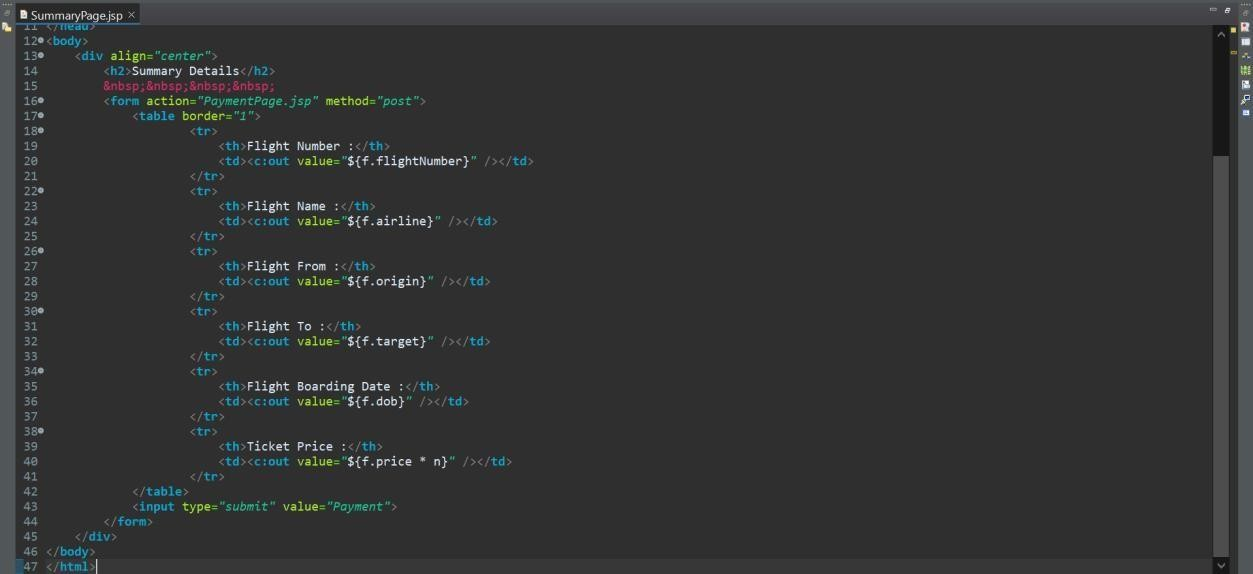 SummaryPage.jsp
11 </head>
12 <body>
13 <div align="center">
14 <h2>Summary Details</h2>
15 &nbsp;&nbsp;&nbsp;&nbsp;
16 <form action="PaymentPage.jsp" method="post">
17 <table border="1">
18 <tr>
19 <th>Flight Number :</th>
20 <td><c:out value="${f.flightNumber}" /></td>
21 </tr>
22 <tr>
23 <th>Flight Name :</th>
24 <td><c:out value="${f.airline}" /></td>
25 </tr>
26 <tr>
27 <th>Flight From :</th>
28 <td><c:out value="${f.origin}" /></td>
29 </tr>
30 <tr>
31 <th>Flight To :</th>
32 <td><c:out value="${f.target}" /></td>
33 </tr>
34 <tr>
35 <th>Flight Boarding Date :</th>
36 <td><c:out value="${f.dob}" /></td>
37 </tr>
38 <tr>
39 <th>Ticket Price :</th>
40 <td><c:out value="${f.price * n}" /></td>
41 </tr>
42 </table>
43 <input type="submit" value="Payment">
44 </form>
45 </div>
46 </body>
47 </html>